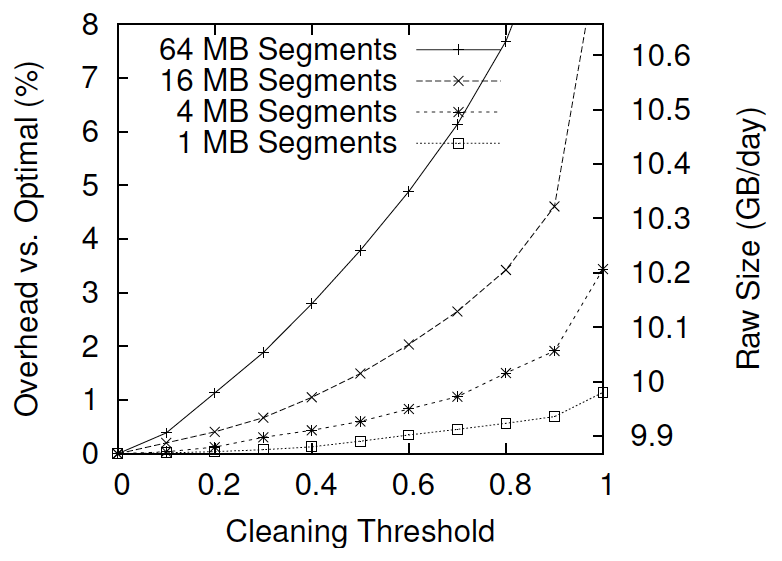 Overhead vs. Optimal (%)
8
7
6
5
4
3
2
1
0
64 MB Segments
16 MB Segments
4 MB Segments
1 MB Segments
10.6
10.5
10.4
10.3
10.2
10.1
10
9.9
Raw Size (GB/day)
0 0.2 0.4 0.6 0.8 1
Cleaning Threshold